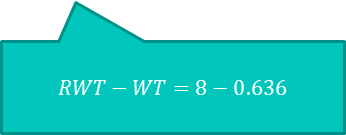 RWT − WT = 8 − 0.636